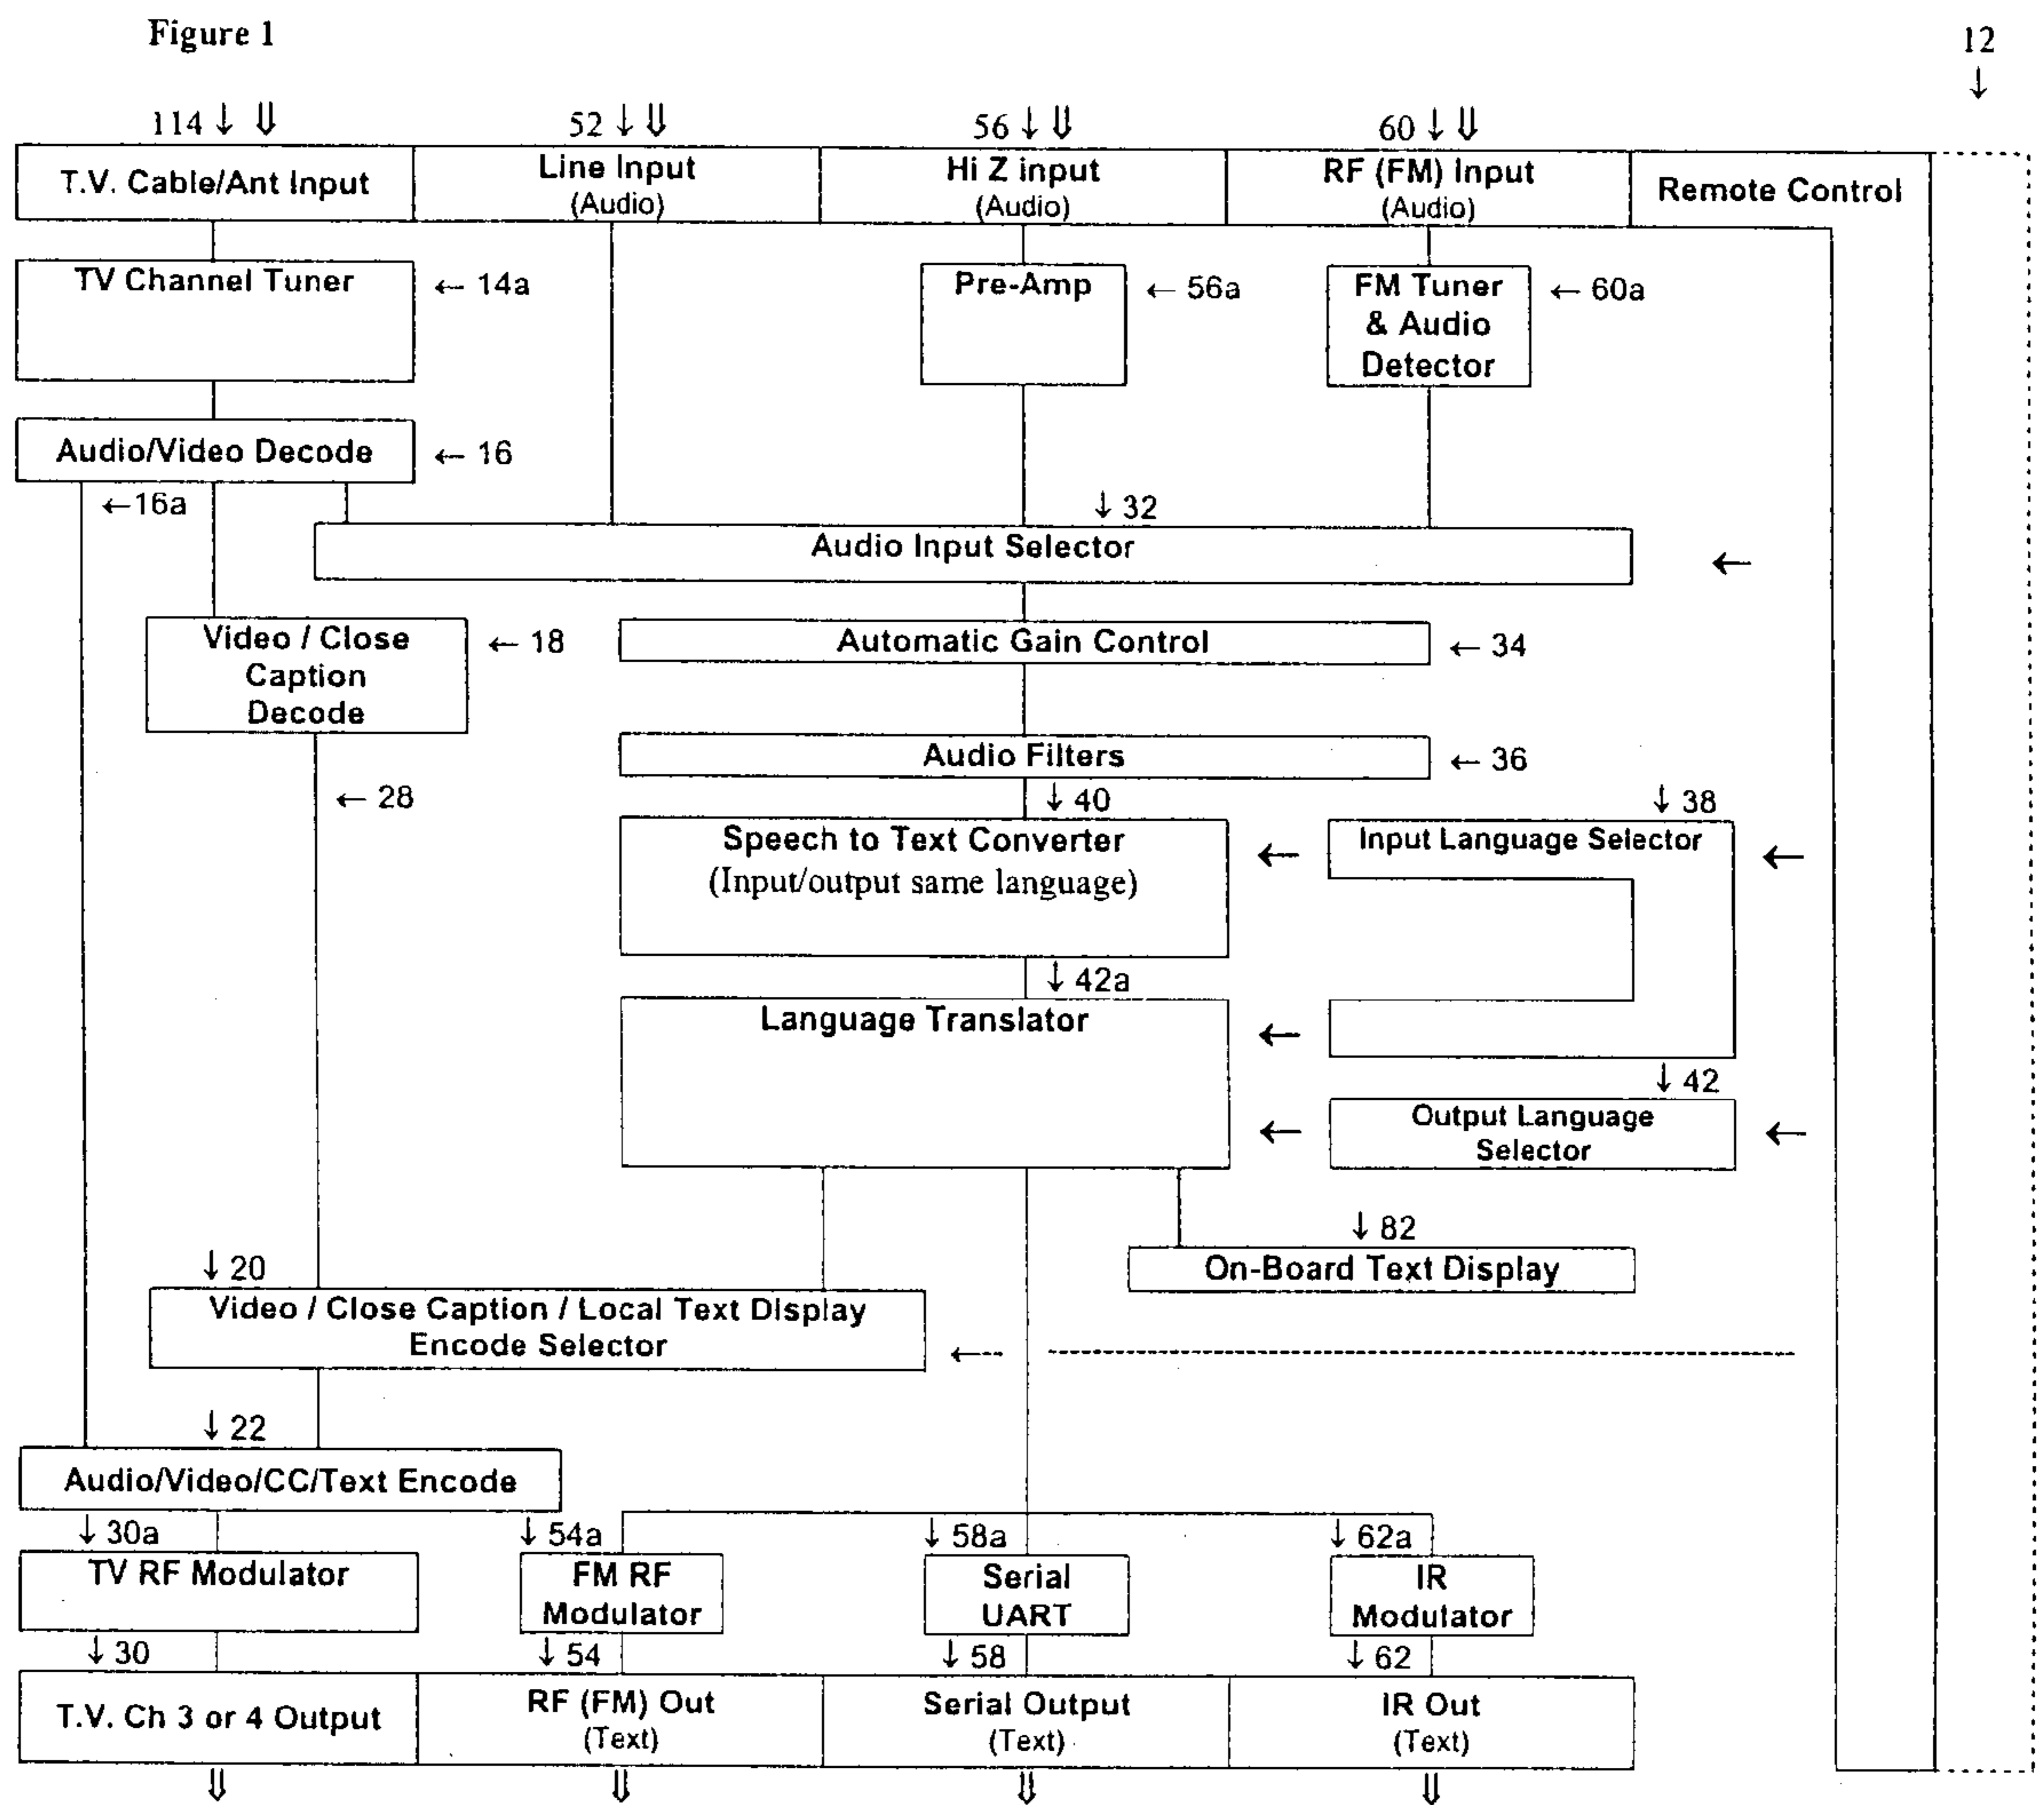 Figure 1
12
↓
114 ↓ ⇓
52 ↓ ⇓
56 ↓ ⇓
60 ↓ ⇓
T.V. Cable/Ant Input
Line Input
(Audio)
Hi Z input
(Audio)
RF (FM) Input
(Audio)
Remote Control
TV Channel Tuner
← 14a
Pre-Amp
← 56a
FM Tuner
& Audio
Detector
← 60a
Audio/Video Decode
← 16
←16a
↓ 32
Audio Input Selector
←
Video / Close
Caption
Decode
← 18
Automatic Gain Control
← 34
Audio Filters
← 36
← 28
↓ 40
↓ 38
Speech to Text Converter
(Input/output same language)
←
Input Language Selector
←
↓ 42a
Language Translator
←
↓ 42
←
Output Language
Selector
←
↓ 82
On-Board Text Display
↓ 20
Video / Close Caption / Local Text Display
Encode Selector
←
↓ 22
Audio/Video/CC/Text Encode
↓ 30a
↓ 54a
↓ 58a
↓ 62a
TV RF Modulator
FM RF
Modulator
Serial
UART
IR
Modulator
↓ 30
↓ 54
↓ 58
↓ 62
T.V. Ch 3 or 4 Output
RF (FM) Out
(Text)
Serial Output
(Text)
IR Out
(Text)
⇓ ⇓ ⇓ ⇓